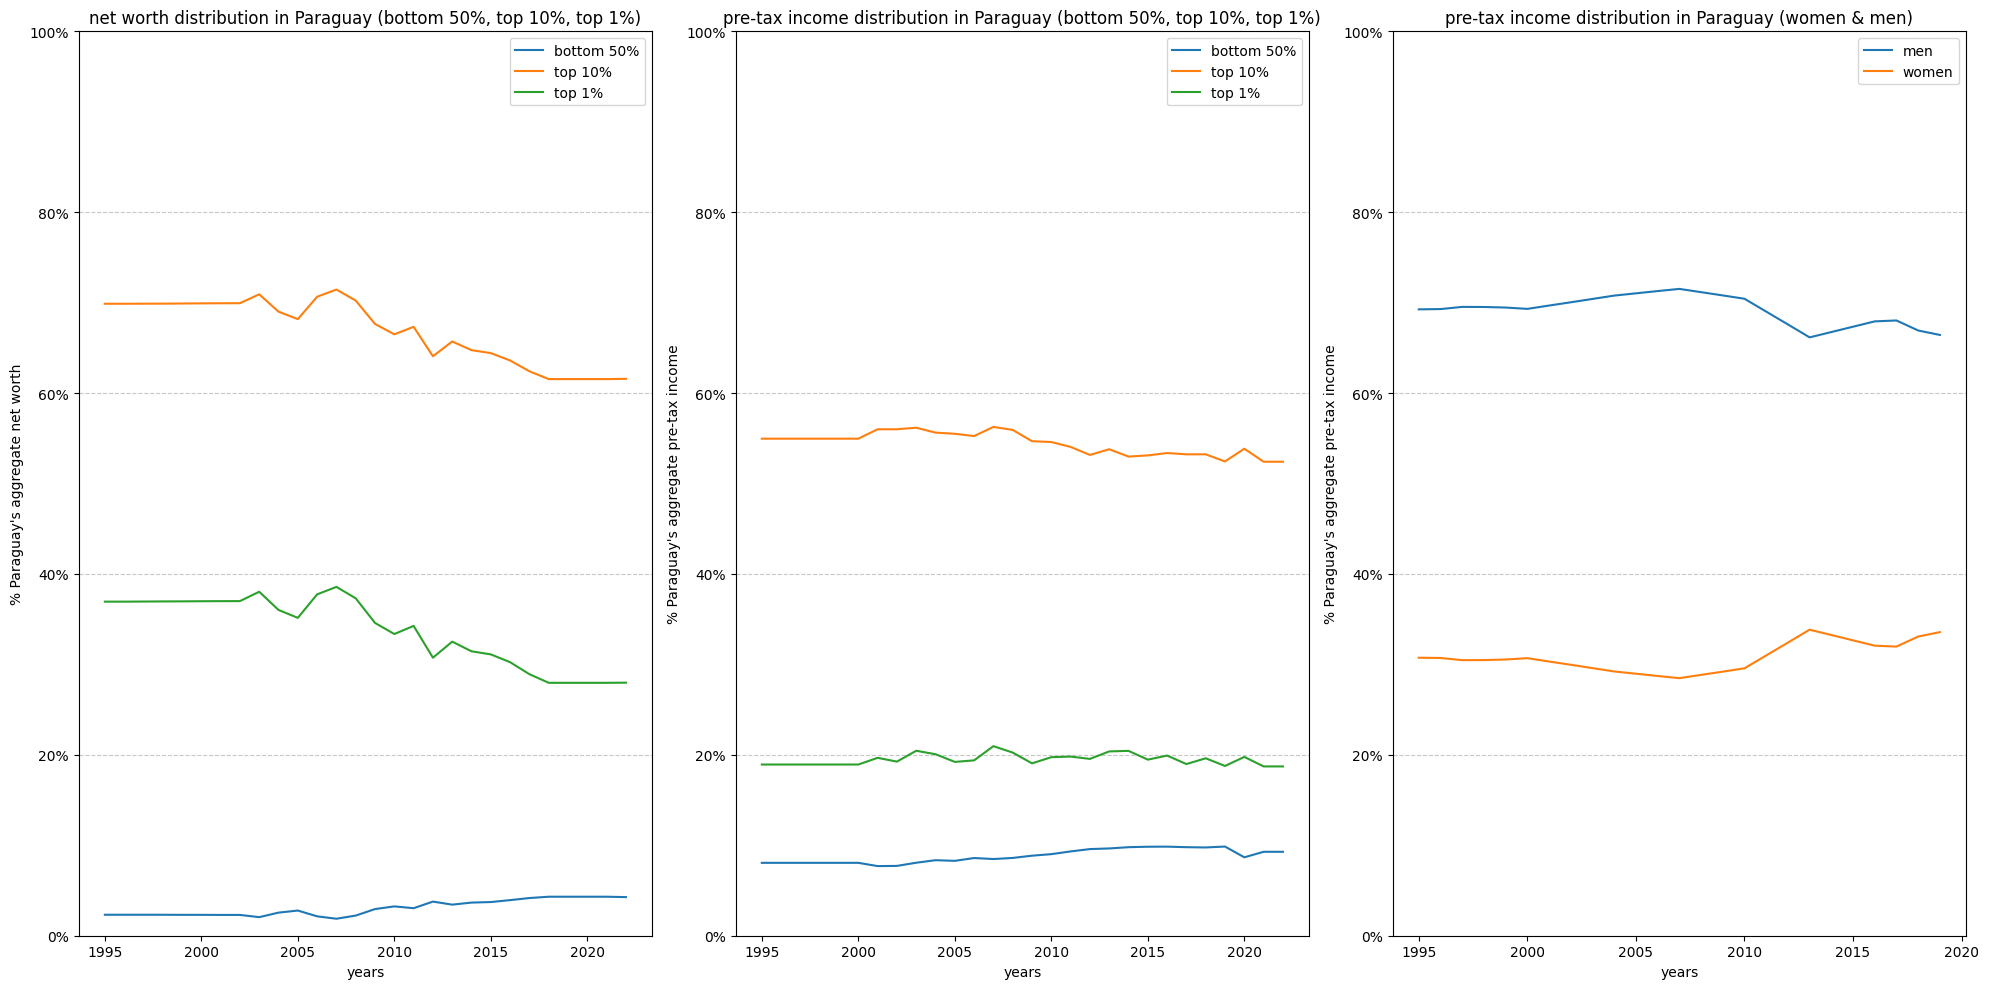 net worth distribution in Paraguay (bottom 50%, top 10%, top 1%)
100%
80%
60%
40%
20%
0%
% Paraguay's aggregate net worth
bottom 50%
top 10%
top 1%
1995
2000
2005
2010
2015
2020
years
pre-tax income distribution in Paraguay (bottom 50%, top 10%, top 1%)
100%
80%
60%
40%
20%
0%
% Paraguay's aggregate pre-tax income
bottom 50%
top 10%
top 1%
1995
2000
2005
2010
2015
2020
years
pre-tax income distribution in Paraguay (women & men)
100%
80%
60%
40%
20%
0%
% Paraguay's aggregate pre-tax income
men
women
1995
2000
2005
2010
2015
2020
years